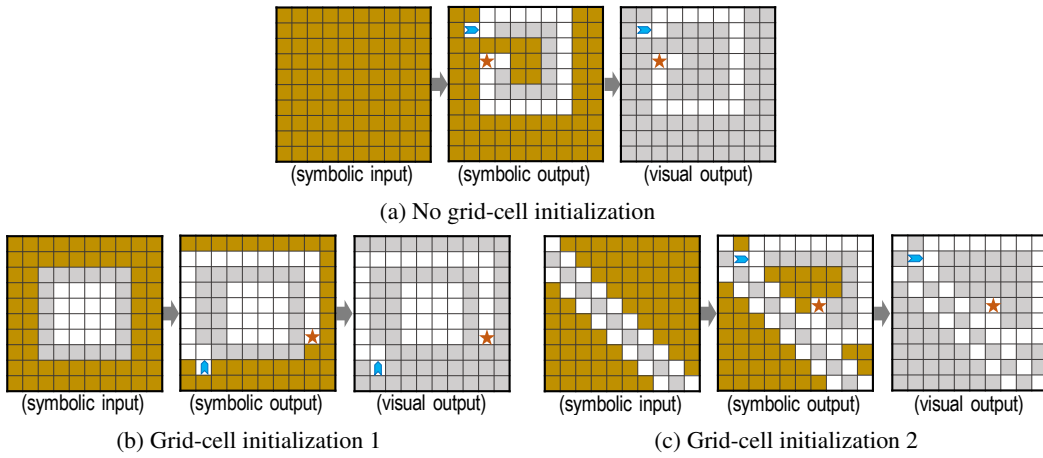 (symbolic input) (symbolic output) (visual output)
(a) No grid-cell initialization
(symbolic input) (symbolic output) (visual output) (symbolic input) (symbolic output) (visual output)
(b) Grid-cell initialization 1 (c) Grid-cell initialization 2